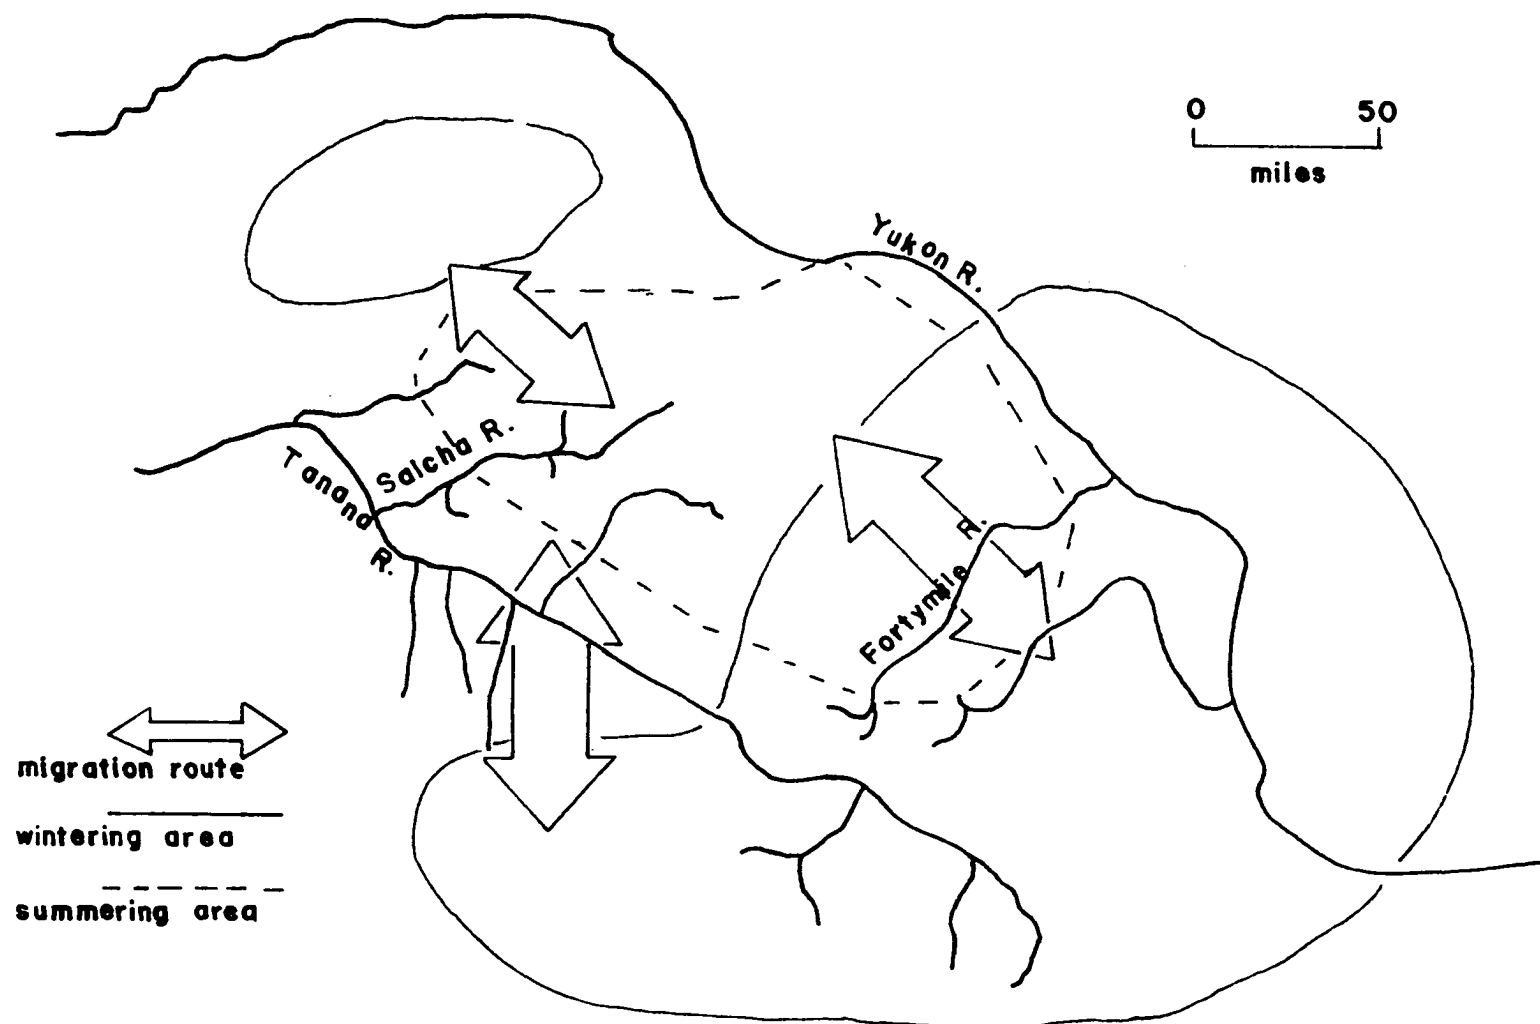 0 50
miles
Yukon R.
Salcha R.
Tanana R.
Fortymile R.
migration route
wintering area
summering area